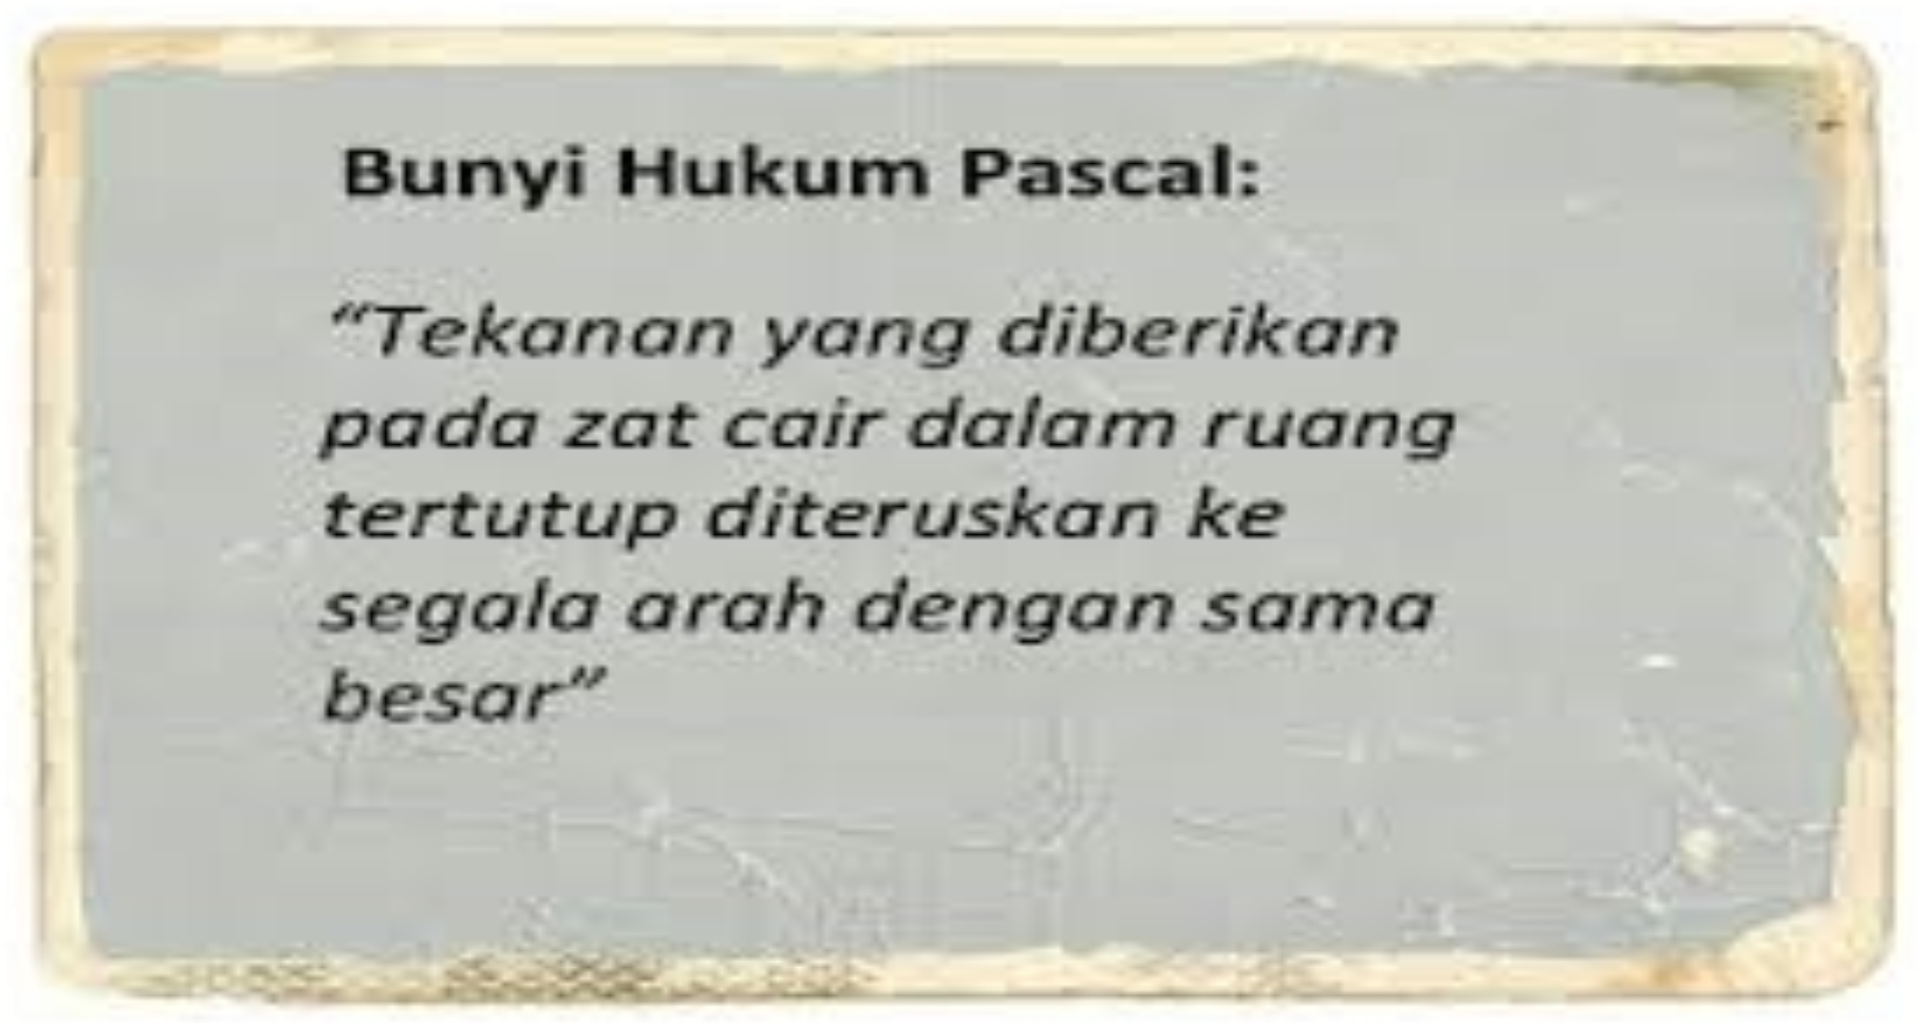 Bunyi Hukum Pascal:
“Tekanan yang diberikan
pada zat cair dalam ruang
tertutup diteruskan ke
segala arah dengan sama
besar”